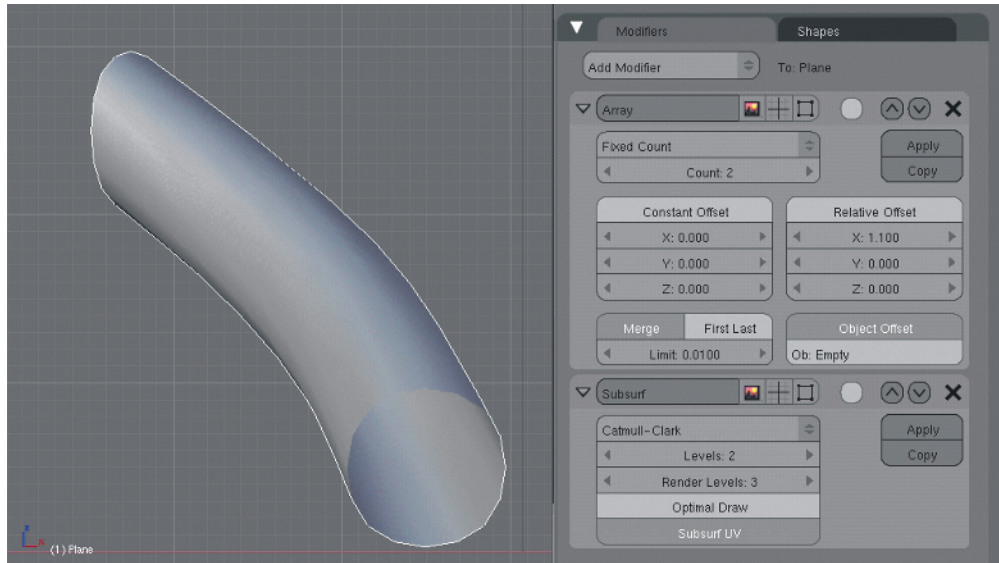 Modifiers Shapes
Add Modifier To: Plane
Array
Fixed Count Apply
Count: 2 Copy
Constant Offset Relative Offset
X: 0.000 X: 1.100
Y: 0.000 Y: 0.000
Z: 0.000 Z: 0.000
Merge First Last Object Offset
Limit: 0.0100 Ob: Empty
Subsurf
Catmull-Clark Apply
Levels: 2 Copy
Render Levels: 3
Optimal Draw
Subsurf UV
z
x
(1) Plane